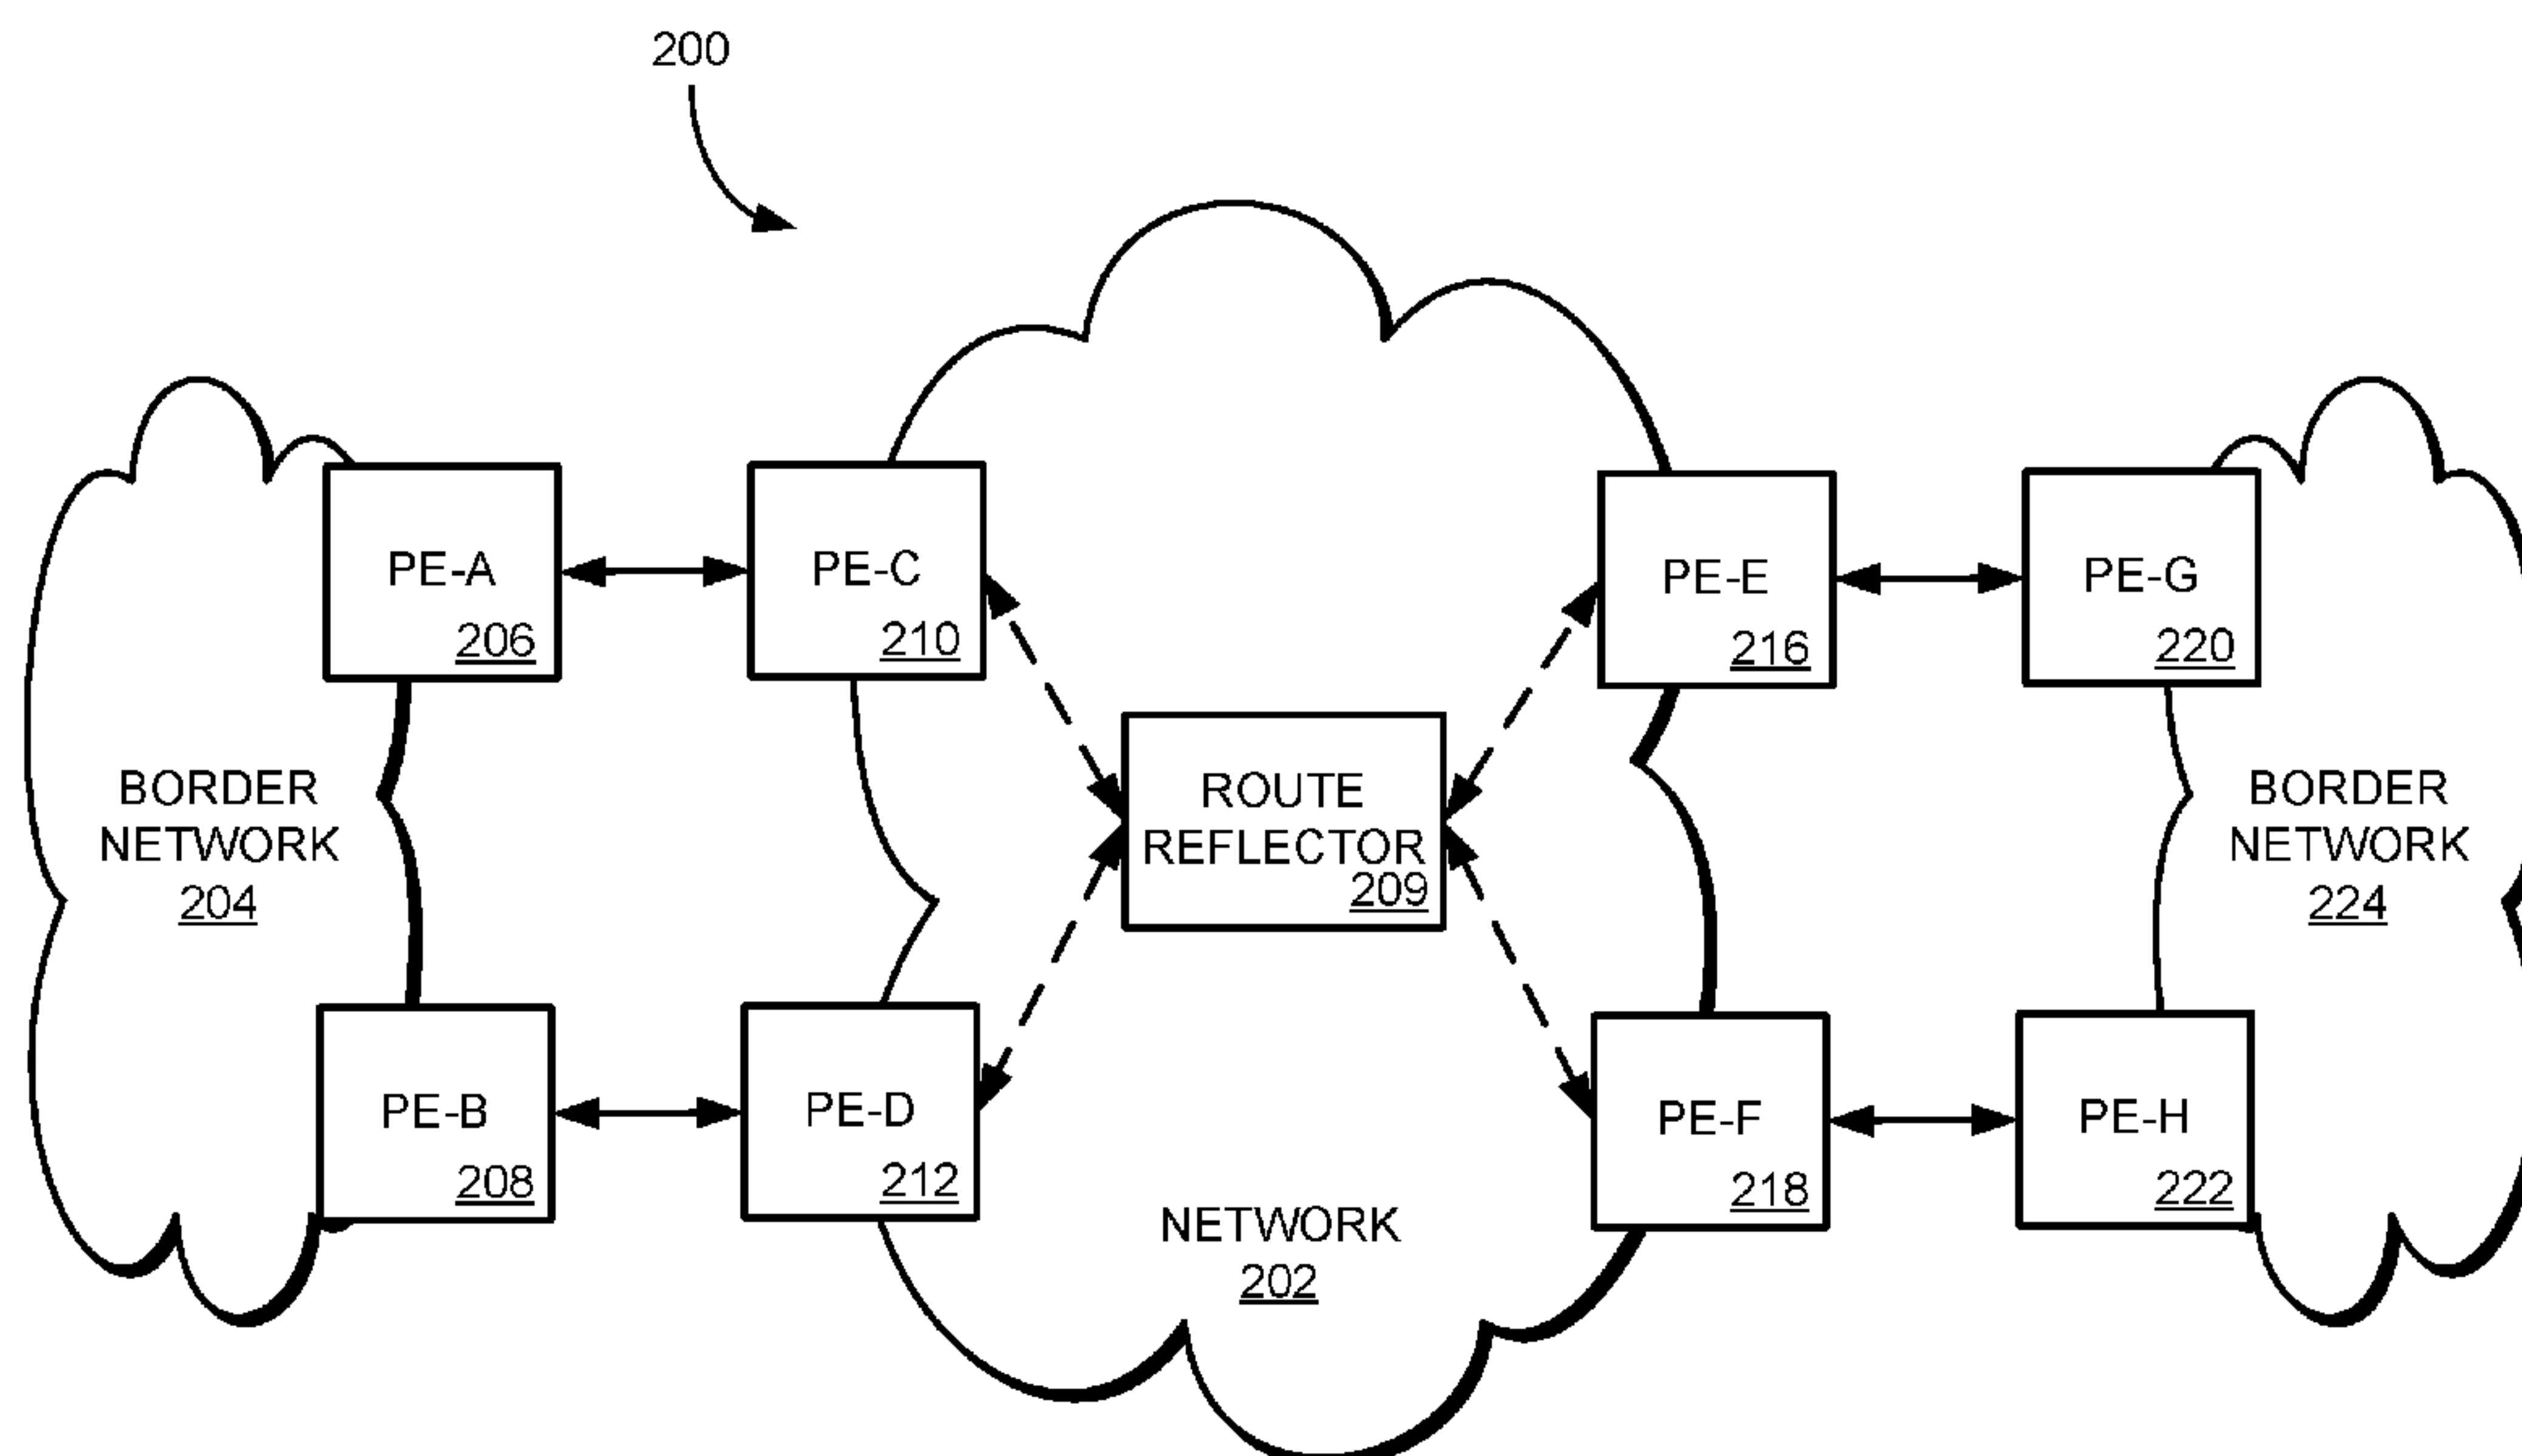 200
PE-A
206
PE-C
210
PE-E
216
PE-G
220
BORDER
NETWORK
204
ROUTE
REFLECTOR
209
BORDER
NETWORK
224
PE-B
208
PE-D
212
PE-F
218
PE-H
222
NETWORK
202